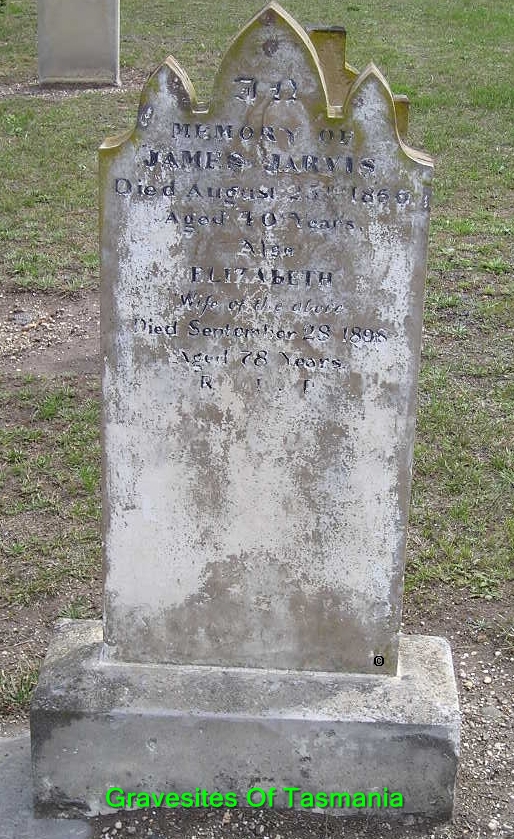 In
MEMORY OF
JAMES JARVIS
Died August 25th 1866
Aged 40 Years.
Also
ELIZABETH
Wife of the above
Died September 28 1898
Aged 78 Years.
R I P
©
Gravesites Of Tasmania